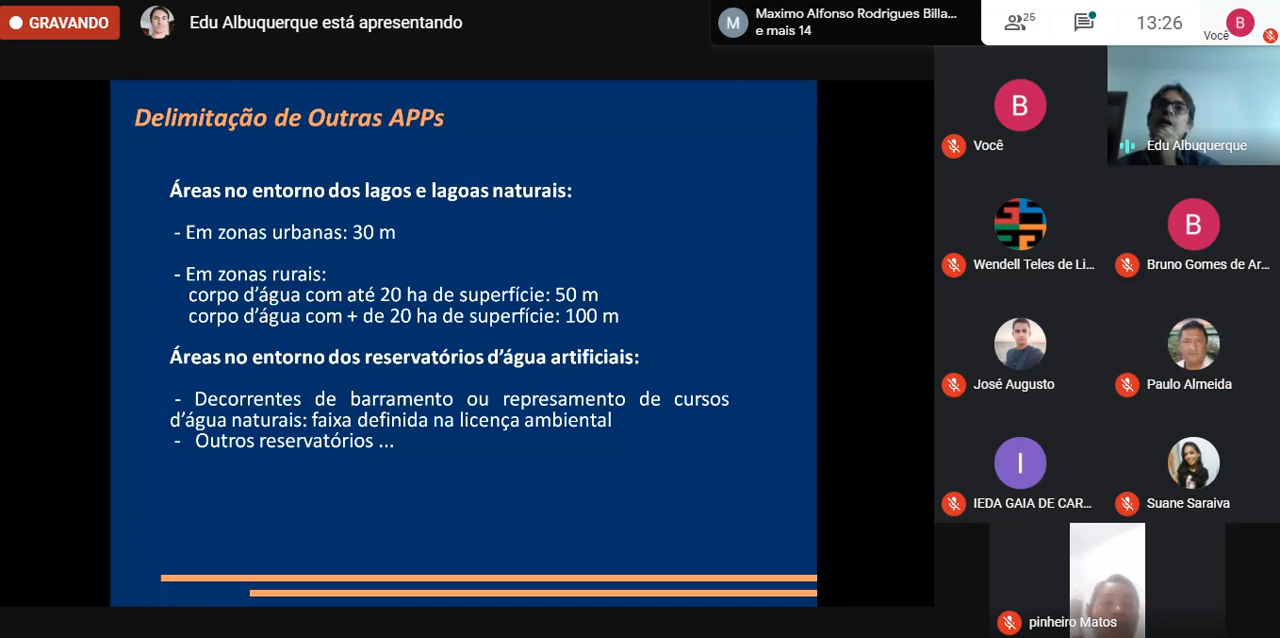 GRAVANDO
Edu Albuquerque está apresentando
M
Maximo Alfonso Rodrigues Billa...
e mais 14
25
13:26
Você
B
Delimitação de Outras APPs
Áreas no entorno dos lagos e lagoas naturais:
- Em zonas urbanas: 30 m
- Em zonas rurais:
corpo d'água com até 20 ha de superfície: 50 m
corpo d'água com + de 20 ha de superfície: 100 m
Áreas no entorno dos reservatórios d'água artificiais:
- Decorrentes de barramento ou represamento de cursos
d'água naturais: faixa definida na licença ambiental
- Outros reservatórios ...
B
Você
Edu Albuquerque
Wendell Teles de Li...
B
Bruno Gomes de Ar...
José Augusto
Paulo Almeida
I
IEDA GAIA DE CAR...
Suane Saraiva
pinheiro Matos